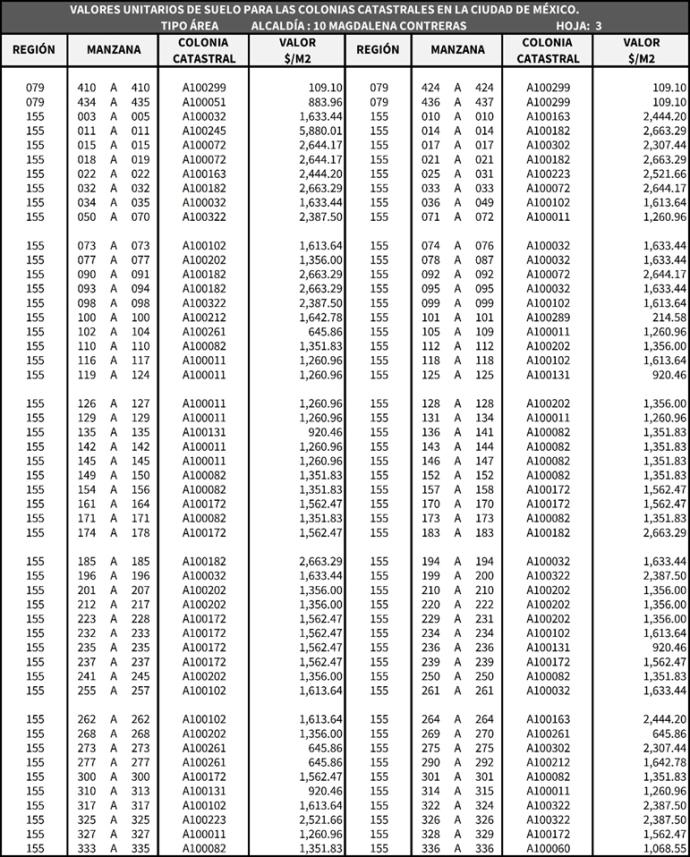 VALORES UNITARIOS DE SUELO PARA LAS COLONIAS CATASTRALES EN LA CIUDAD DE MÉXICO.
TIPO ÁREA ALCALDÍA : 10 MAGDALENA CONTRERAS HOJA: 3
REGIÓN MANZANA COLONIA CATASTRAL VALOR $/M2 REGIÓN MANZANA COLONIA CATASTRAL VALOR $/M2
079 410 A 410 A100299 109.10 079 424 A 424 A100299 109.10
079 434 A 435 A100051 883.96 079 436 A 437 A100299 109.10
155 003 A 005 A100032 1,633.44 155 010 A 010 A100163 2,444.20
155 011 A 011 A100245 5,880.01 155 014 A 014 A100182 2,663.29
155 015 A 015 A100072 2,644.17 155 017 A 017 A100302 2,307.44
155 018 A 019 A100072 2,644.17 155 021 A 021 A100182 2,663.29
155 022 A 022 A100163 2,444.20 155 025 A 031 A100223 2,521.66
155 032 A 032 A100182 2,663.29 155 033 A 033 A100072 2,644.17
155 034 A 035 A100032 1,633.44 155 036 A 049 A100102 1,613.64
155 050 A 070 A100322 2,387.50 155 071 A 072 A100011 1,260.96
155 073 A 073 A100102 1,613.64 155 074 A 076 A100032 1,633.44
155 077 A 077 A100202 1,356.00 155 078 A 087 A100032 1,633.44
155 090 A 091 A100182 2,663.29 155 092 A 092 A100072 2,644.17
155 093 A 094 A100182 2,663.29 155 095 A 095 A100032 1,633.44
155 098 A 098 A100322 2,387.50 155 099 A 099 A100102 1,613.64
155 100 A 100 A100212 1,642.78 155 101 A 101 A100289 214.58
155 102 A 104 A100261 645.86 155 105 A 109 A100011 1,260.96
155 110 A 110 A100082 1,351.83 155 112 A 112 A100202 1,356.00
155 116 A 117 A100011 1,260.96 155 118 A 118 A100102 1,613.64
155 119 A 124 A100011 1,260.96 155 125 A 125 A100131 920.46
155 126 A 127 A100011 1,260.96 155 128 A 128 A100202 1,356.00
155 129 A 129 A100011 1,260.96 155 131 A 134 A100011 1,260.96
155 135 A 135 A100131 920.46 155 136 A 141 A100082 1,351.83
155 142 A 142 A100011 1,260.96 155 143 A 144 A100082 1,351.83
155 145 A 145 A100011 1,260.96 155 146 A 147 A100082 1,351.83
155 149 A 150 A100082 1,351.83 155 152 A 152 A100082 1,351.83
155 154 A 156 A100082 1,351.83 155 157 A 158 A100172 1,562.47
155 161 A 164 A100172 1,562.47 155 170 A 170 A100172 1,562.47
155 171 A 171 A100082 1,351.83 155 173 A 173 A100082 1,351.83
155 174 A 178 A100172 1,562.47 155 183 A 183 A100182 2,663.29
155 185 A 185 A100182 2,663.29 155 194 A 194 A100032 1,633.44
155 196 A 196 A100032 1,633.44 155 199 A 200 A100322 2,387.50
155 201 A 207 A100202 1,356.00 155 210 A 210 A100202 1,356.00
155 212 A 217 A100202 1,356.00 155 220 A 222 A100202 1,356.00
155 223 A 228 A100172 1,562.47 155 229 A 231 A100202 1,356.00
155 232 A 233 A100172 1,562.47 155 234 A 234 A100102 1,613.64
155 235 A 235 A100172 1,562.47 155 236 A 236 A100131 920.46
155 237 A 237 A100172 1,562.47 155 239 A 239 A100172 1,562.47
155 241 A 245 A100202 1,356.00 155 250 A 250 A100082 1,351.83
155 255 A 257 A100102 1,613.64 155 261 A 261 A100032 1,633.44
155 262 A 262 A100102 1,613.64 155 264 A 264 A100163 2,444.20
155 268 A 268 A100202 1,356.00 155 269 A 270 A100261 645.86
155 273 A 273 A100261 645.86 155 275 A 275 A100302 2,307.44
155 277 A 277 A100261 645.86 155 290 A 292 A100212 1,642.78
155 300 A 300 A100172 1,562.47 155 301 A 301 A100082 1,351.83
155 310 A 313 A100131 920.46 155 314 A 315 A100011 1,260.96
155 317 A 317 A100102 1,613.64 155 322 A 324 A100322 2,387.50
155 325 A 325 A100223 2,521.66 155 326 A 326 A100322 2,387.50
155 327 A 327 A100011 1,260.96 155 328 A 329 A100172 1,562.47
155 333 A 335 A100082 1,351.83 155 336 A 336 A100060 1,068.55